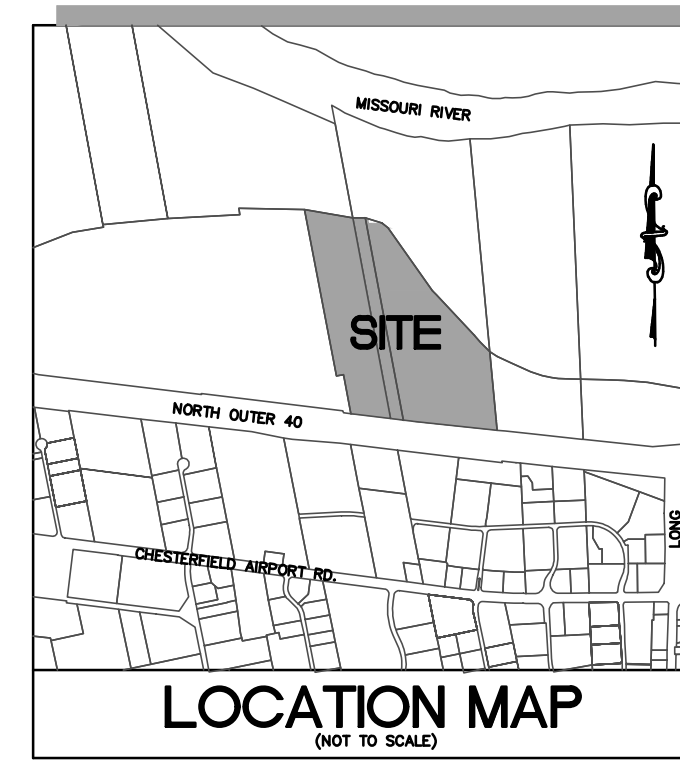 MISSOURI RIVER
SITE
NORTH OUTER 40
LONG
CHESTERFIELD AIRPORT RD.
LOCATION MAP
(NOT TO SCALE)